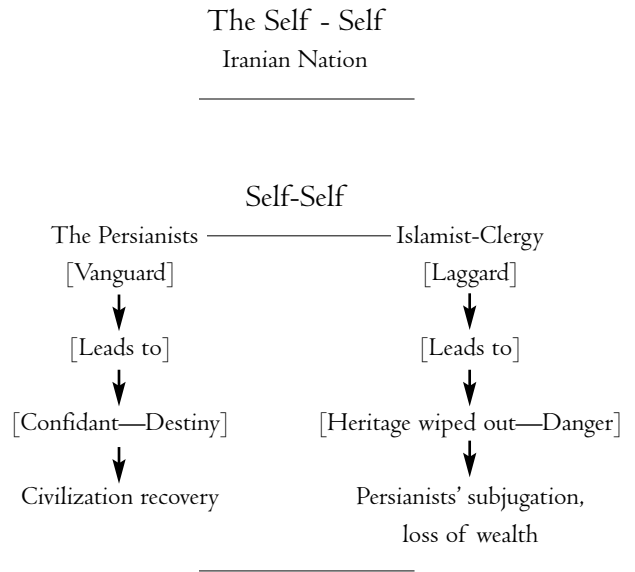 The Self - Self
Iranian Nation
Self-Self
The Persianists
Islamist-Clergy
[Vanguard]
[Laggard]
[Leads to]
[Leads to]
[Confidant—Destiny]
[Heritage wiped out—Danger]
Civilization recovery
Persianists’ subjugation,
loss of wealth